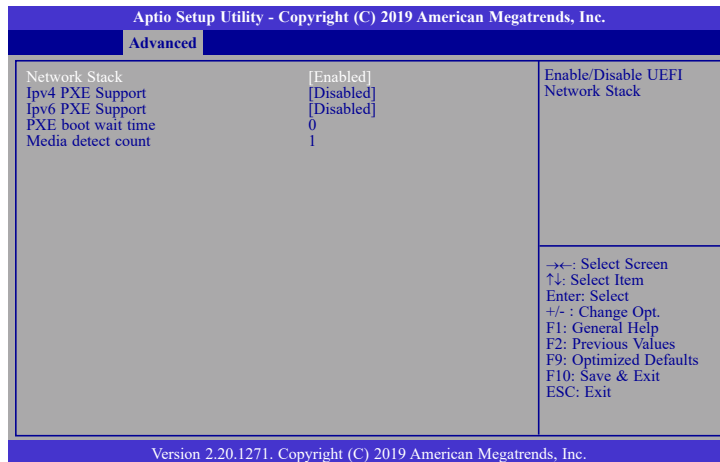 Aptio Setup Utility - Copyright (C) 2019 American Megatrends, Inc.
Advanced
Network Stack [Enabled]
Ipv4 PXE Support [Disabled]
Ipv6 PXE Support [Disabled]
PXE boot wait time 0
Media detect count 1
Enable/Disable UEFI
Network Stack
→←: Select Screen
↑↓: Select Item
Enter: Select
+/- : Change Opt.
F1: General Help
F2: Previous Values
F9: Optimized Defaults
F10: Save & Exit
ESC: Exit
Version 2.20.1271. Copyright (C) 2019 American Megatrends, Inc.